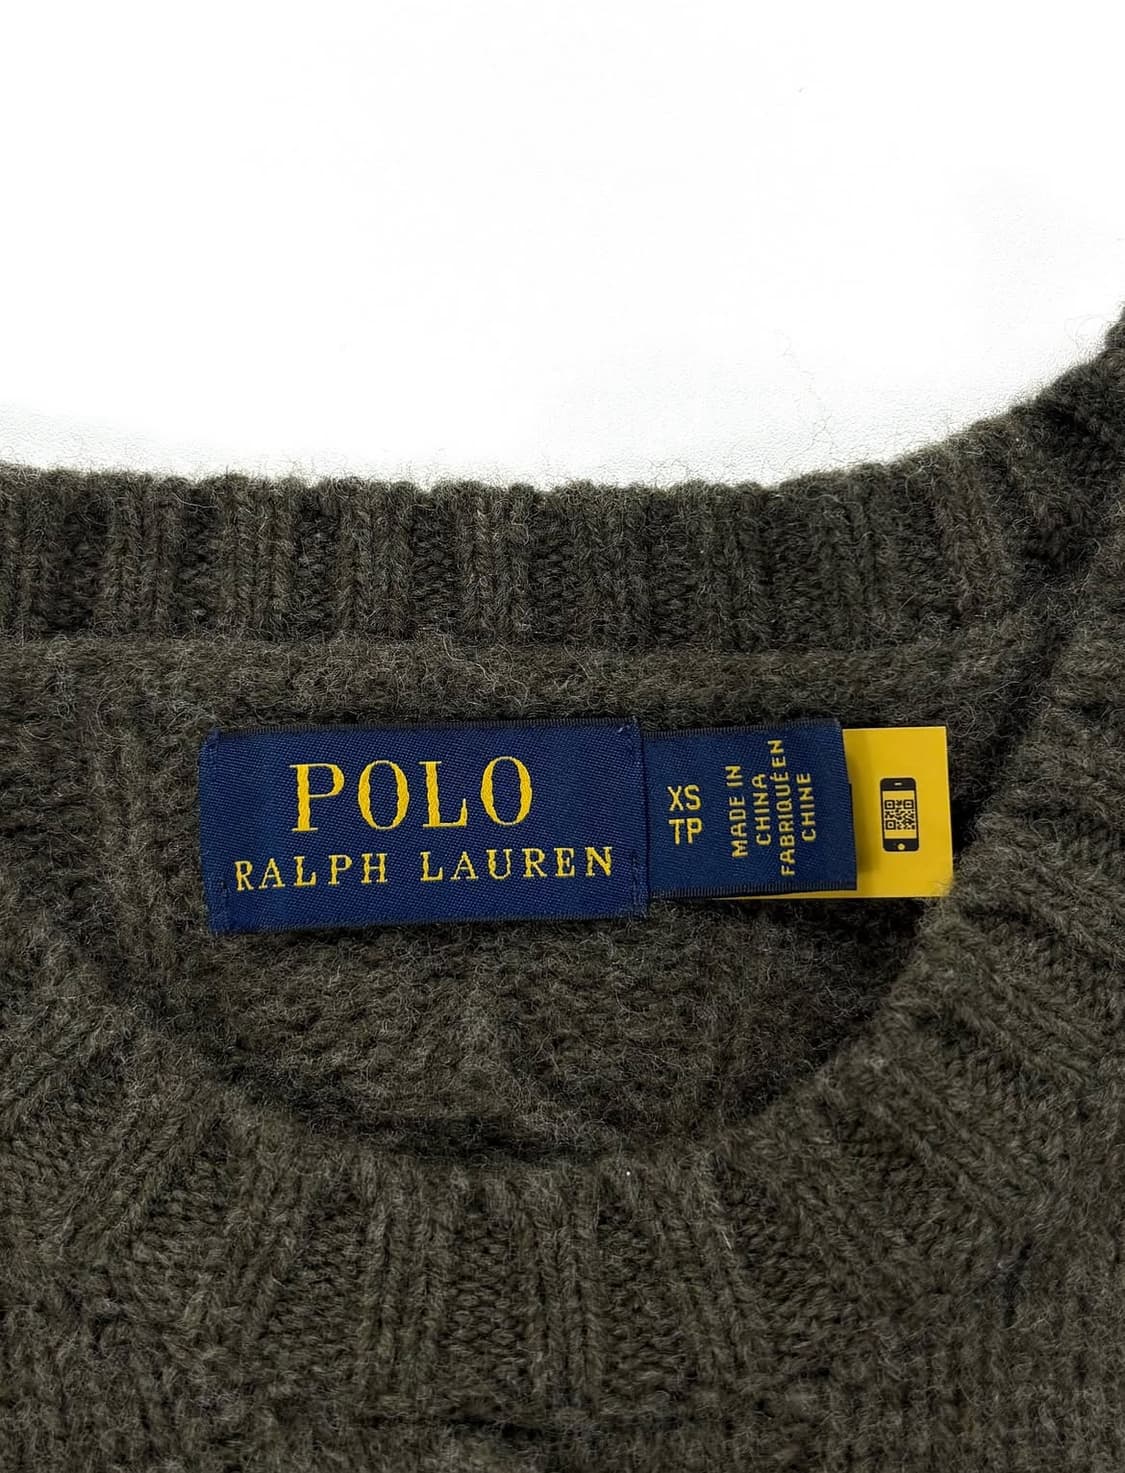 POLO
RALPH LAUREN
XS
TP
MADE IN
CHINA
FABRIQUÉ EN
CHINE